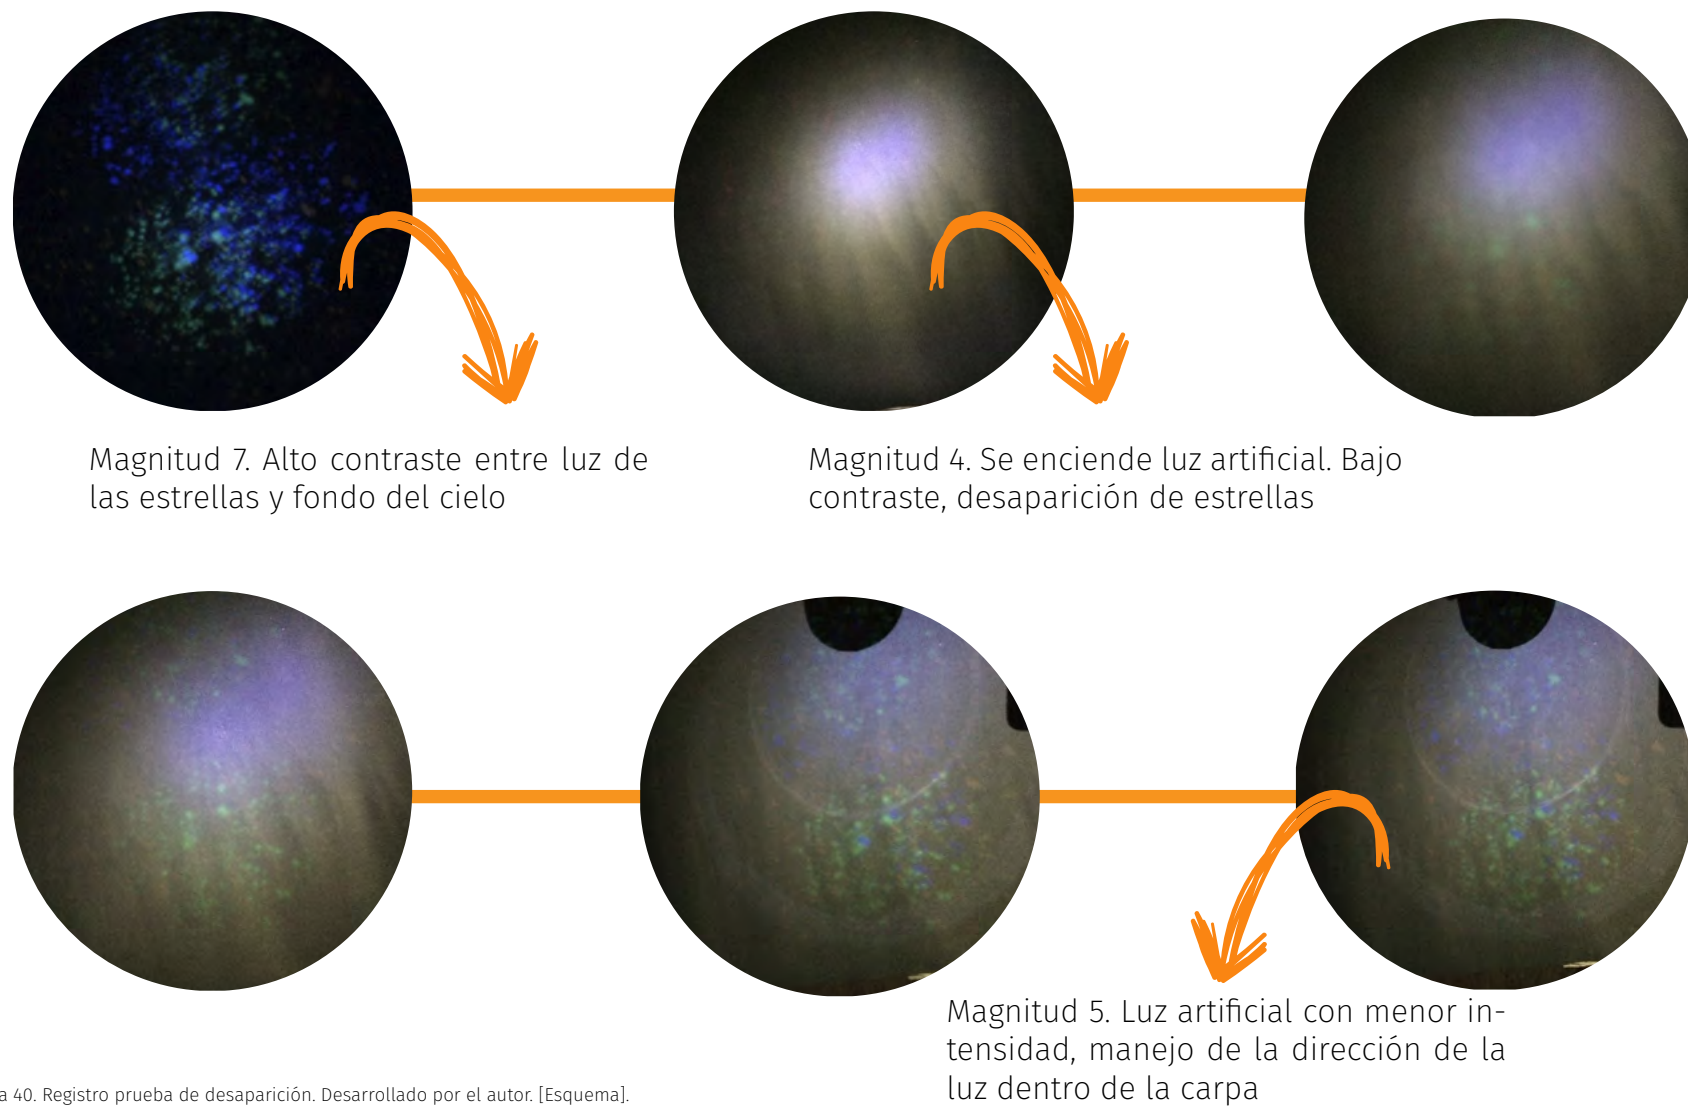 Magnitud 7. Alto contraste entre luz de
las estrellas y fondo del cielo
Magnitud 4. Se enciende luz artificial. Bajo
contraste, desaparición de estrellas
Magnitud 5. Luz artificial con menor in-
tensidad, manejo de la dirección de la
luz dentro de la carpa
a 40. Registro prueba de desaparición. Desarrollado por el autor. [Esquema].